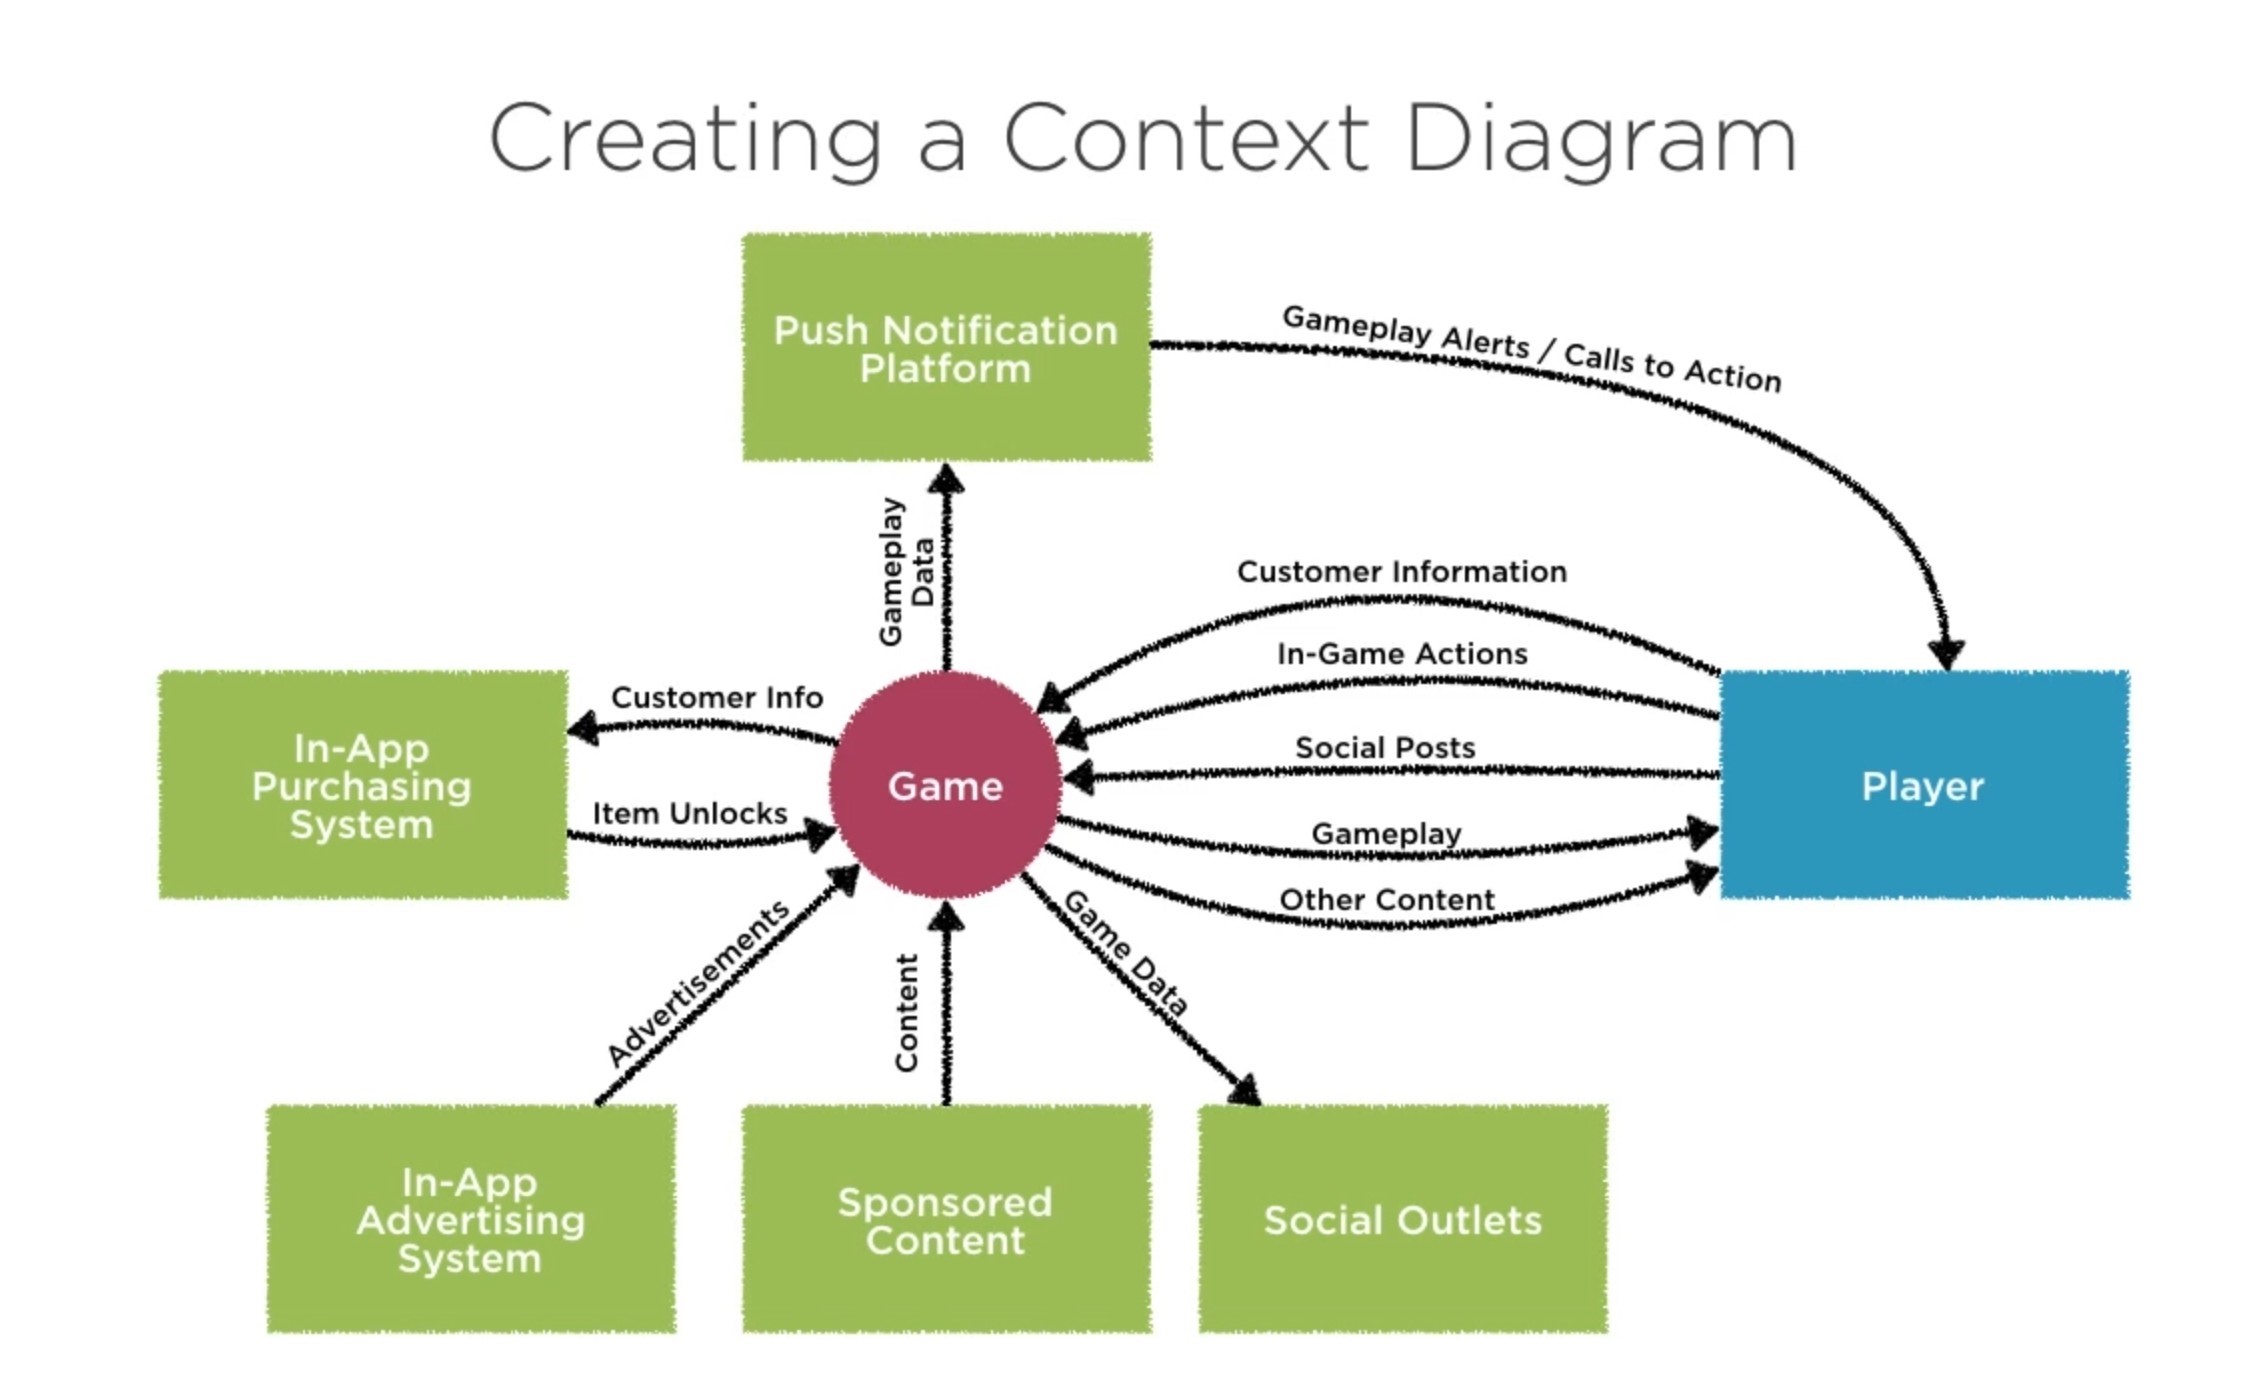 Creating a Context Diagram
Push Notification
Platform
Gameplay Alerts / Calls to Action
Gameplay
Data
Customer Information
In-Game Actions
Customer Info
Social Posts
In-App
Purchasing
System
Game
Player
Item Unlocks
Gameplay
Other Content
Advertisements
Content
Game Data
In-App
Advertising
System
Sponsored
Content
Social Outlets